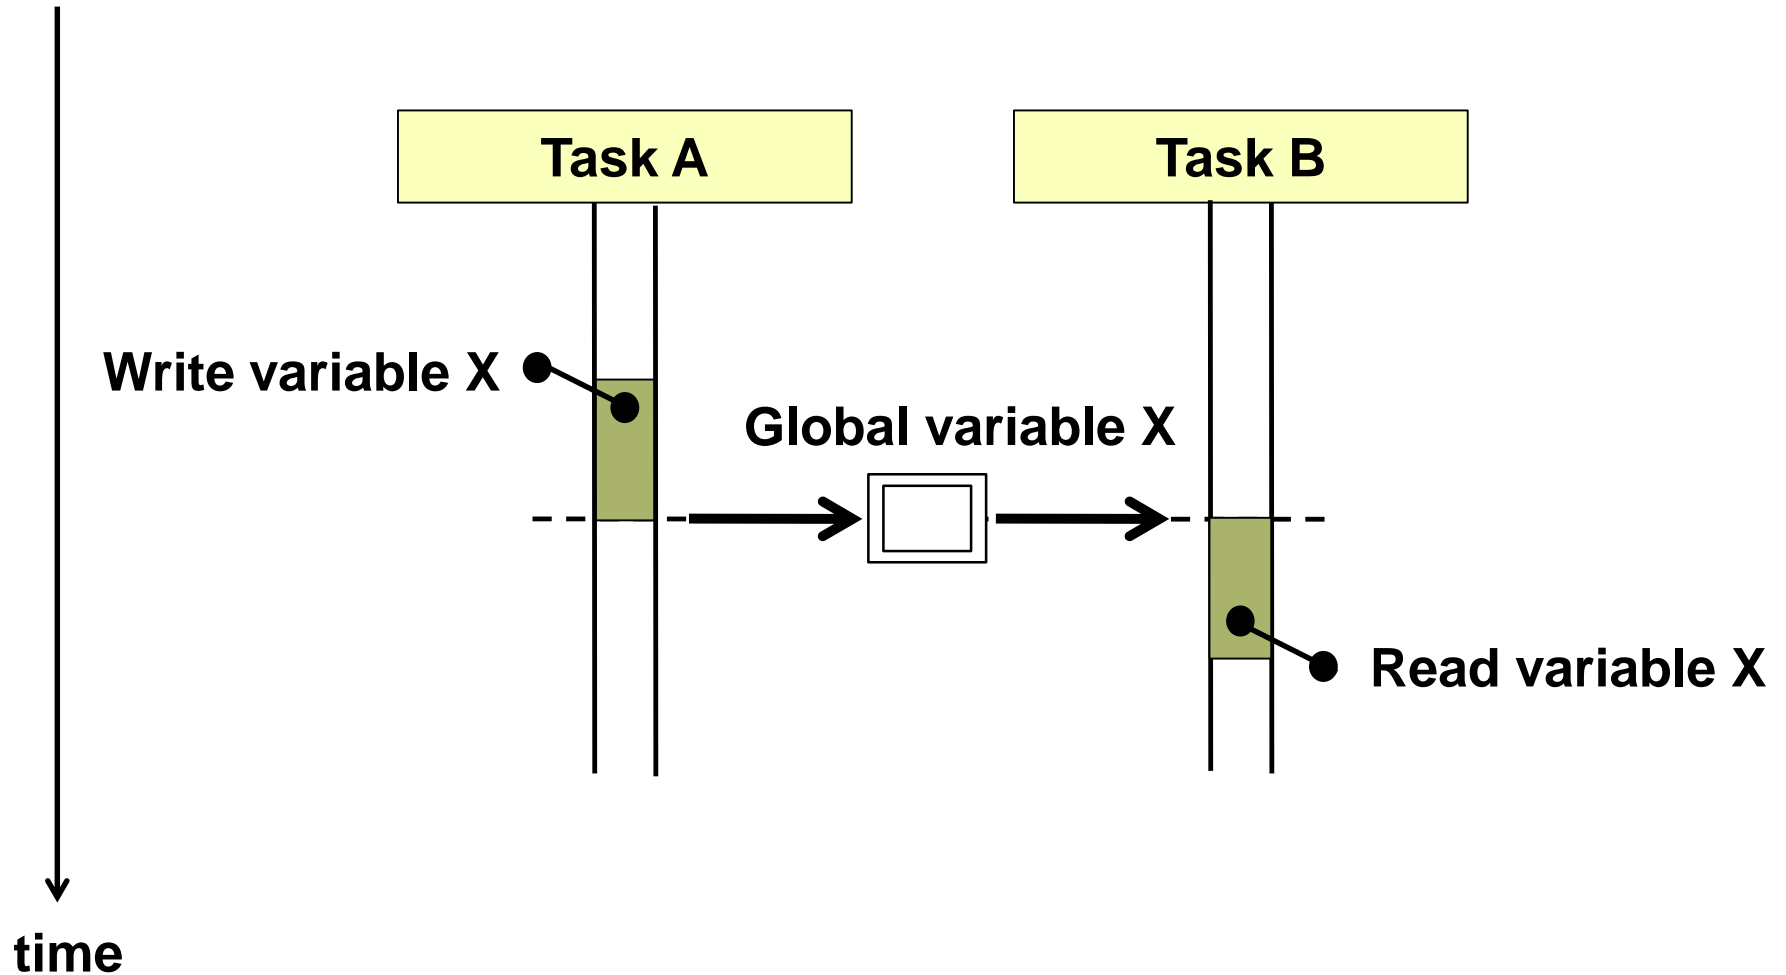 Task A
Task B
Write variable X
Global variable X
Read variable X
time